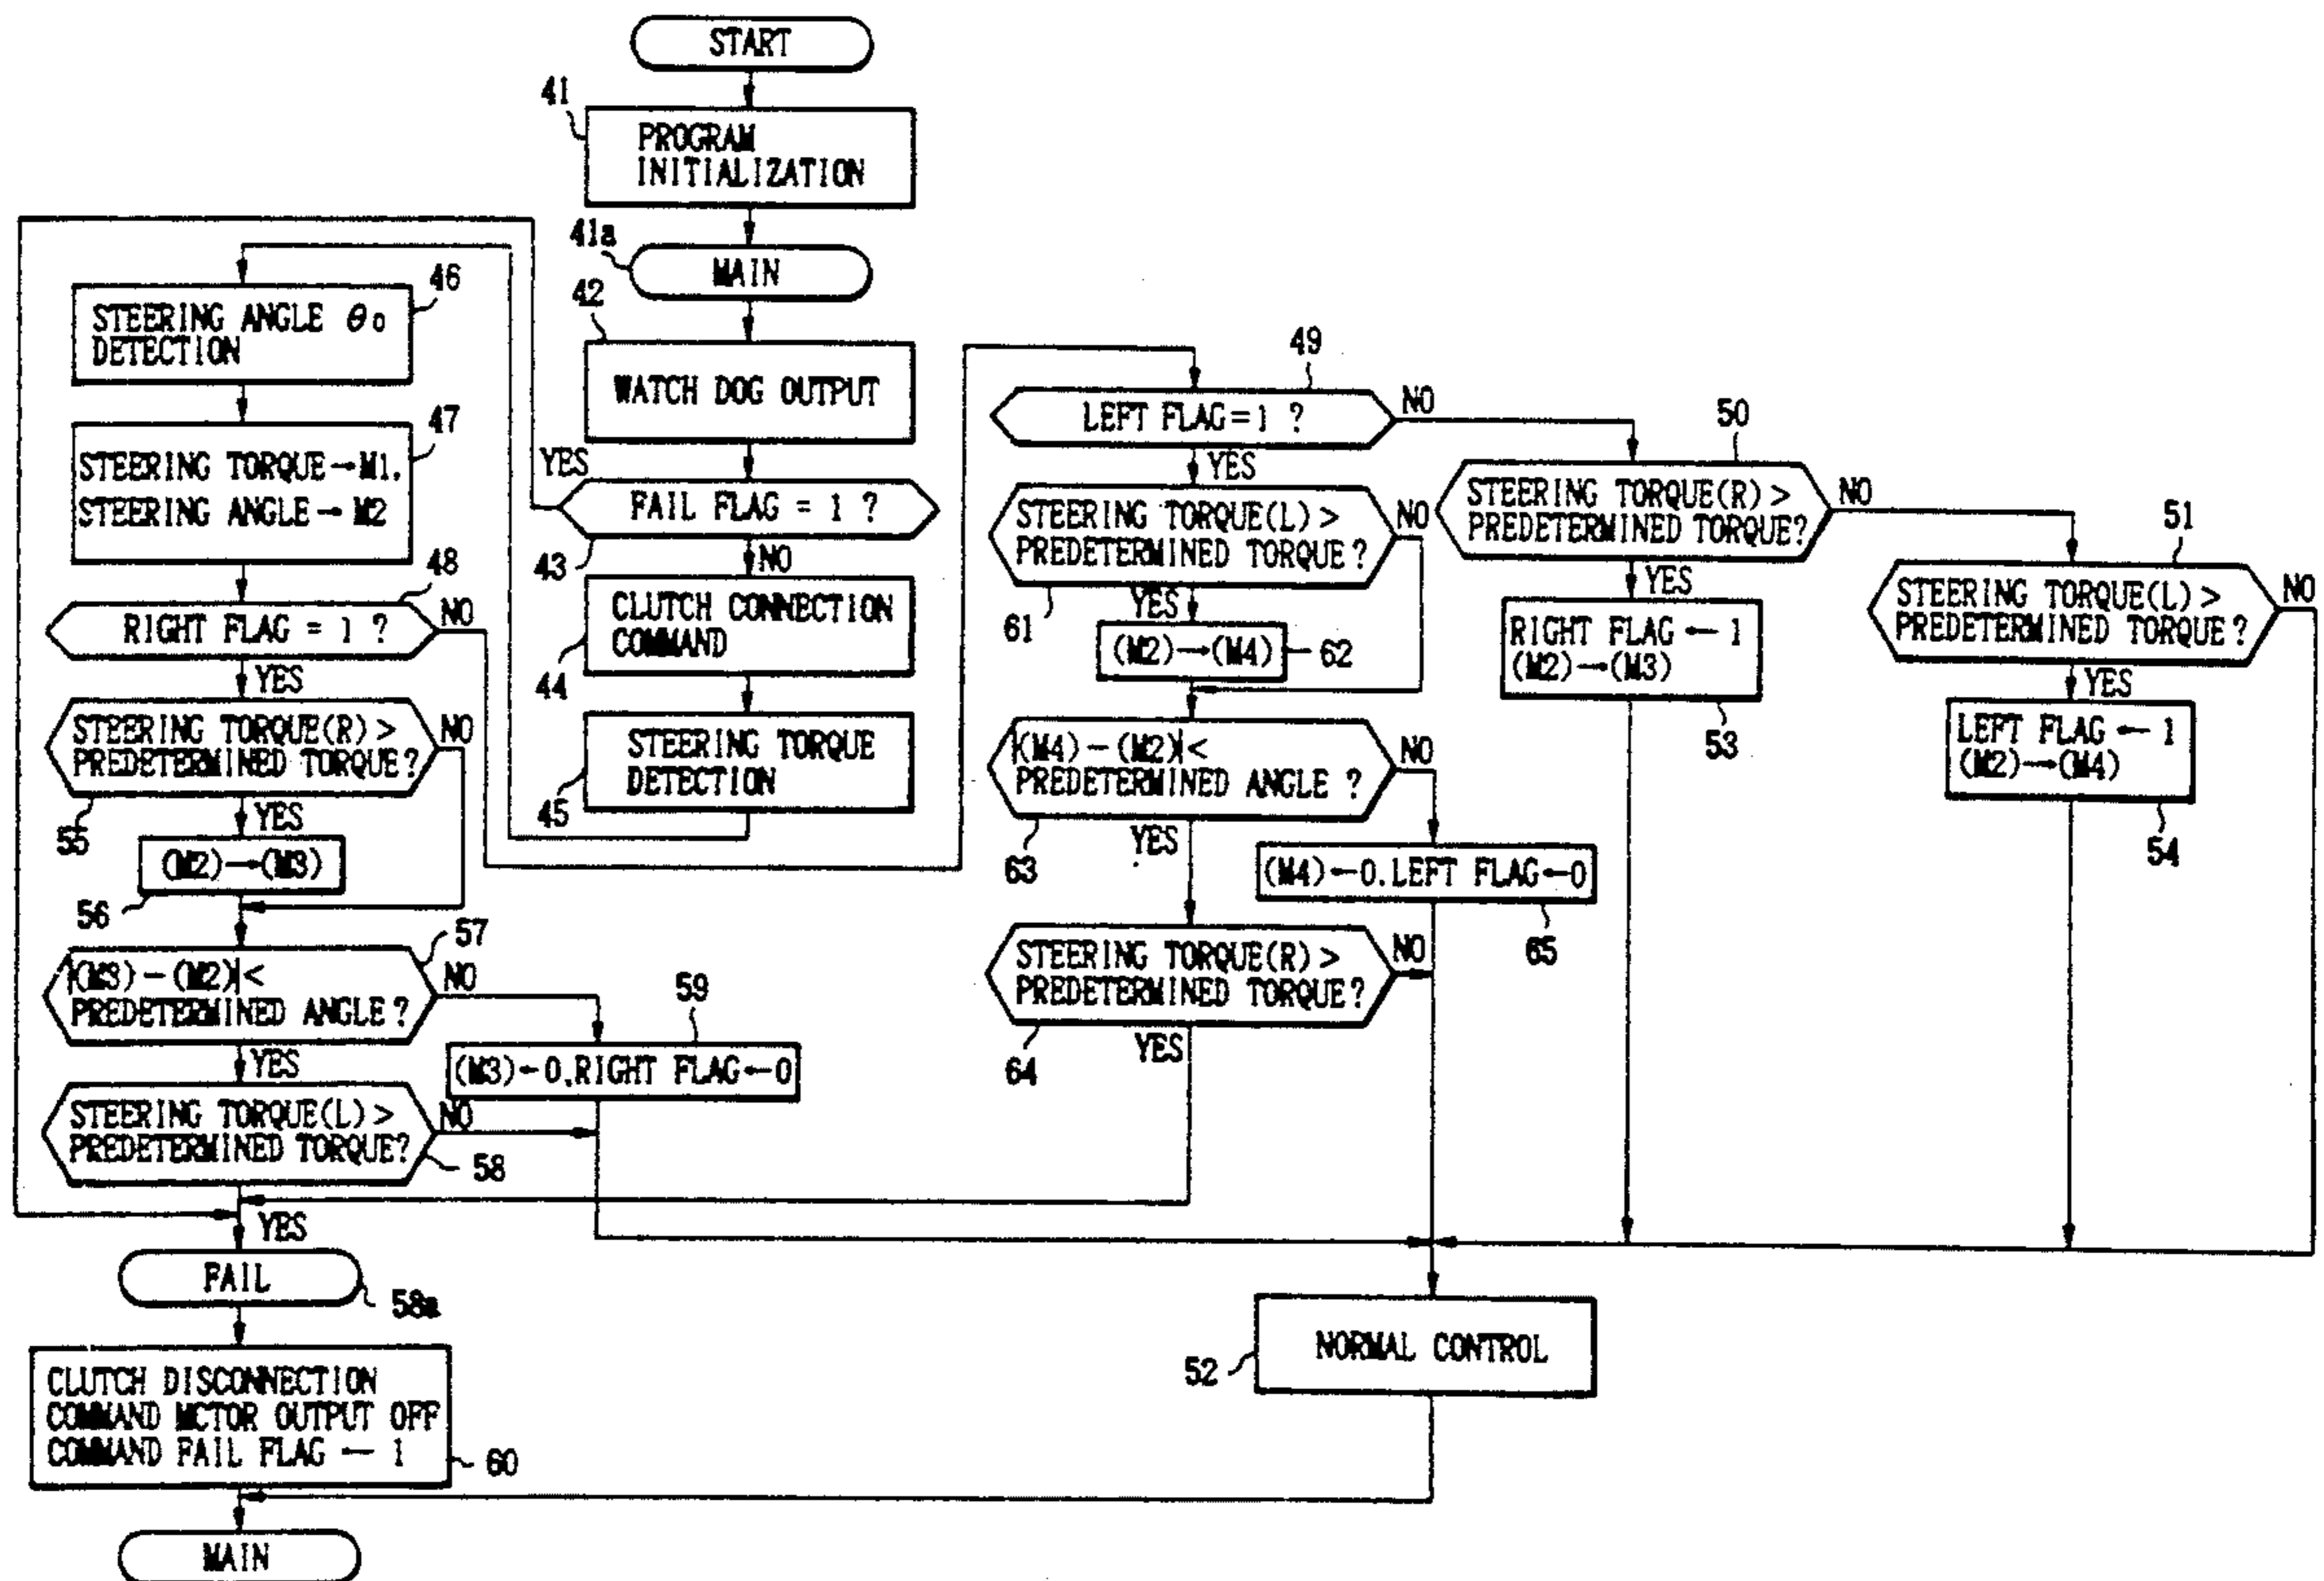 START
41
PROGRAM
INITIALIZATION
41a
MAIN
42
WATCH DOG OUTPUT
YES
FAIL FLAG = 1 ?
43
NO
CLUTCH CONNECTION
COMMAND
44
STEERING TORQUE
DETECTION
45
46
STEERING ANGLE θ0
DETECTION
47
STEERING TORQUE→M1.
STEERING ANGLE→M2
48
RIGHT FLAG = 1 ?
NO
YES
STEERING TORQUE(R)>
PREDETERMINED TORQUE?
NO
55
YES
(M2)→(M3)
56
57
|(M3)-(M2)|<
PREDETERMINED ANGLE?
NO
59
YES
(M3)←0.RIGHT FLAG←0
STEERING TORQUE(L)>
PREDETERMINED TORQUE?
NO
58
YES
FAIL
58a
CLUTCH DISCONNECTION
COMMAND MCTOR OUTPUT OFF
COMMAND FAIL FLAG ← 1
60
MAIN
49
LEFT FLAG=1 ?
NO
YES
STEERING TORQUE(L)>
PREDETERMINED TORQUE?
NO
61
YES
(M2)→(M4)
62
|(M4)-(M2)|<
PREDETERMINED ANGLE ?
NO
63
YES
(M4)←0.LEFT FLAG←0
65
STEERING TORQUE(R)>
PREDETERMINED TORQUE?
NO
64
YES
50
STEERING TORQUE(R)>
PREDETERMINED TORQUE?
NO
YES
RIGHT FLAG ← 1
(M2)→(M3)
53
51
STEERING TORQUE(L)>
PREDETERMINED TORQUE?
NO
YES
LEFT FLAG ← 1
(M2)→(M4)
54
NORMAL CONTROL
52